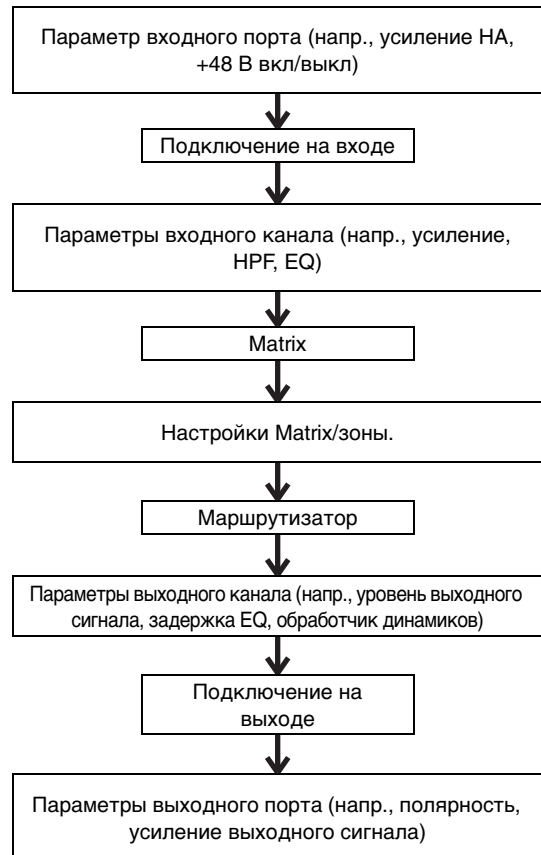 Параметр входного порта (напр., усиление HA,
+48 В вкл/выкл)
Подключение на входе
Параметры входного канала (напр., усиление,
HPF, EQ)
Matrix
Настройки Matrix/зоны.
Маршрутизатор
Параметры выходного канала (напр., уровень выходного
сигнала, задержка EQ, обработчик динамиков)
Подключение на
выходе
Параметры выходного порта (напр., полярность,
усиление выходного сигнала)